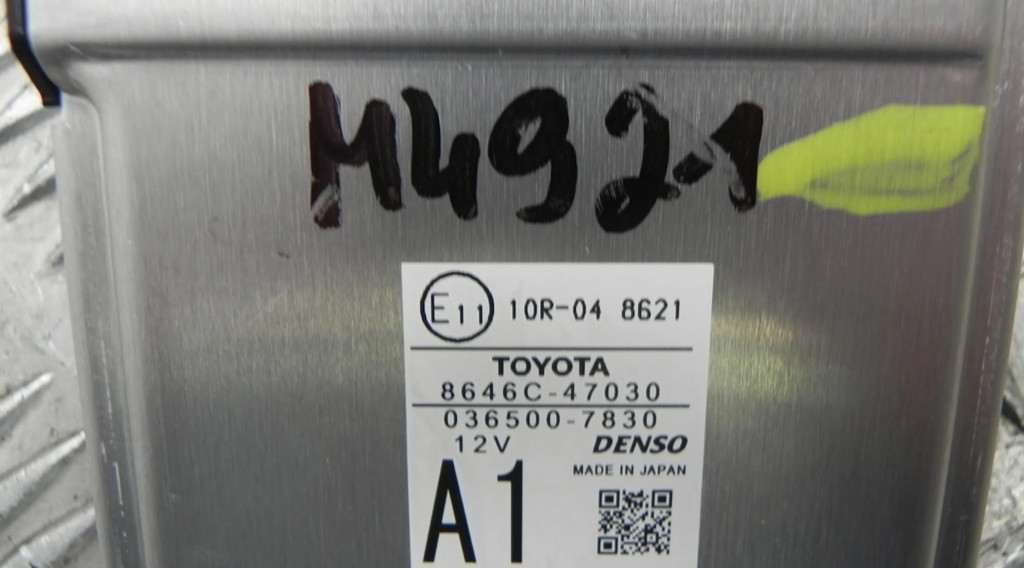 M4921
E11 10R-04 8621
TOYOTA
8646C-47030
036500-7830
12V DENSO
MADE IN JAPAN
A1